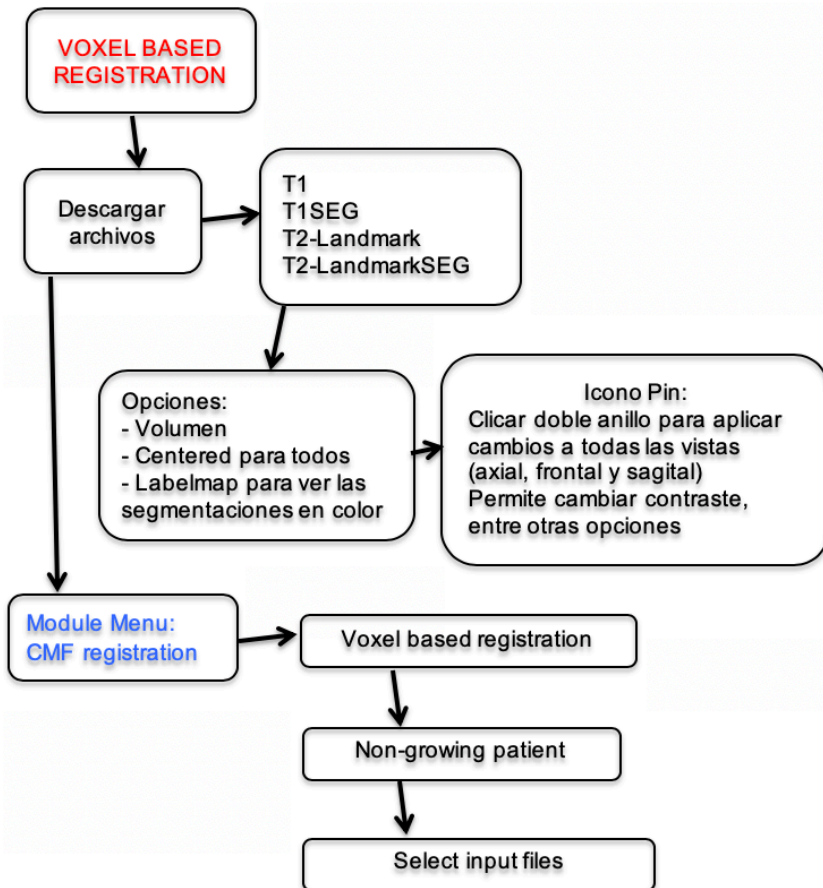 VOXEL BASED
REGISTRATION
Descargar
archivos
T1
T1SEG
T2-Landmark
T2-LandmarkSEG
Opciones:
- Volumen
- Centered para todos
- Labelmap para ver las
segmentaciones en color
Icono Pin:
Clicar doble anillo para aplicar
cambios a todas las vistas
(axial, frontal y sagital)
Permite cambiar contraste,
entre otras opciones
Module Menu:
CMF registration
Voxel based registration
Non-growing patient
Select input files